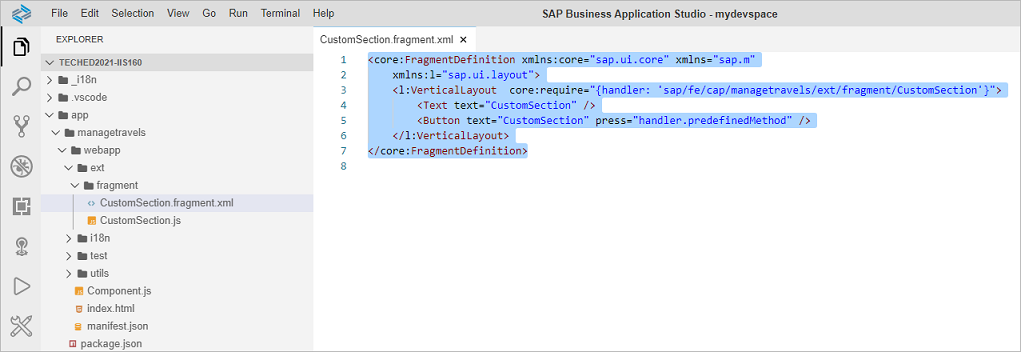 File Edit Selection View Go Run Terminal Help SAP Business Application Studio - mydevspace
EXPLORER
TECHED2021-IIS160
_i18n
.vscode
app
managetravels
webapp
ext
fragment
CustomSection.fragment.xml
CustomSection.js
i18n
test
utils
Component.js
index.html
manifest.json
package.json
CustomSection.fragment.xml ×
1 <core:FragmentDefinition xmlns:core="sap.ui.core" xmlns="sap.m"
2 xmlns:l="sap.ui.layout">
3 <l:VerticalLayout core:require="{handler: 'sap/fe/cap/managetravels/ext/fragment/CustomSection'}">
4 <Text text="CustomSection" />
5 <Button text="CustomSection" press="handler.predefinedMethod" />
6 </l:VerticalLayout>
7 </core:FragmentDefinition>
8